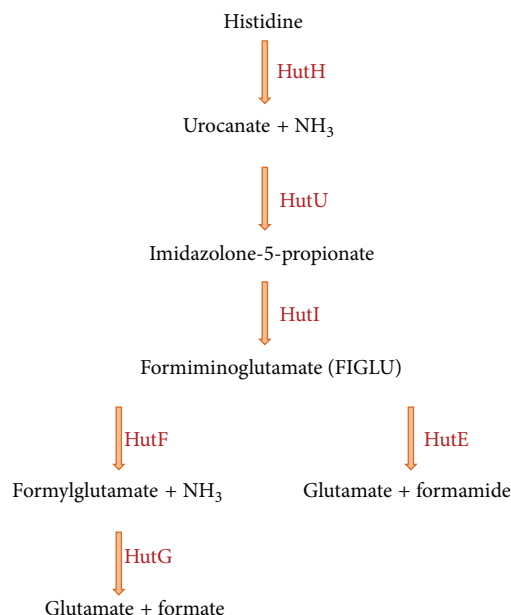 Histidine
HutH
Urocanate + NH₃
HutU
Imidazolone-5-propionate
HutI
Formiminoglutamate (FIGLU)
HutF
HutE
Formylglutamate + NH₃
Glutamate + formamide
HutG
Glutamate + formate